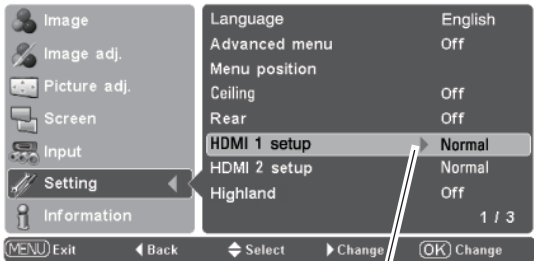 Image
Image adj.
Picture adj.
Screen
Input
Setting
Information
Language English
Advanced menu Off
Menu position
Ceiling Off
Rear Off
HDMI 1 setup Normal
HDMI 2 setup Normal
Highland Off
1 / 3
MENU Exit Back Select Change OK Change